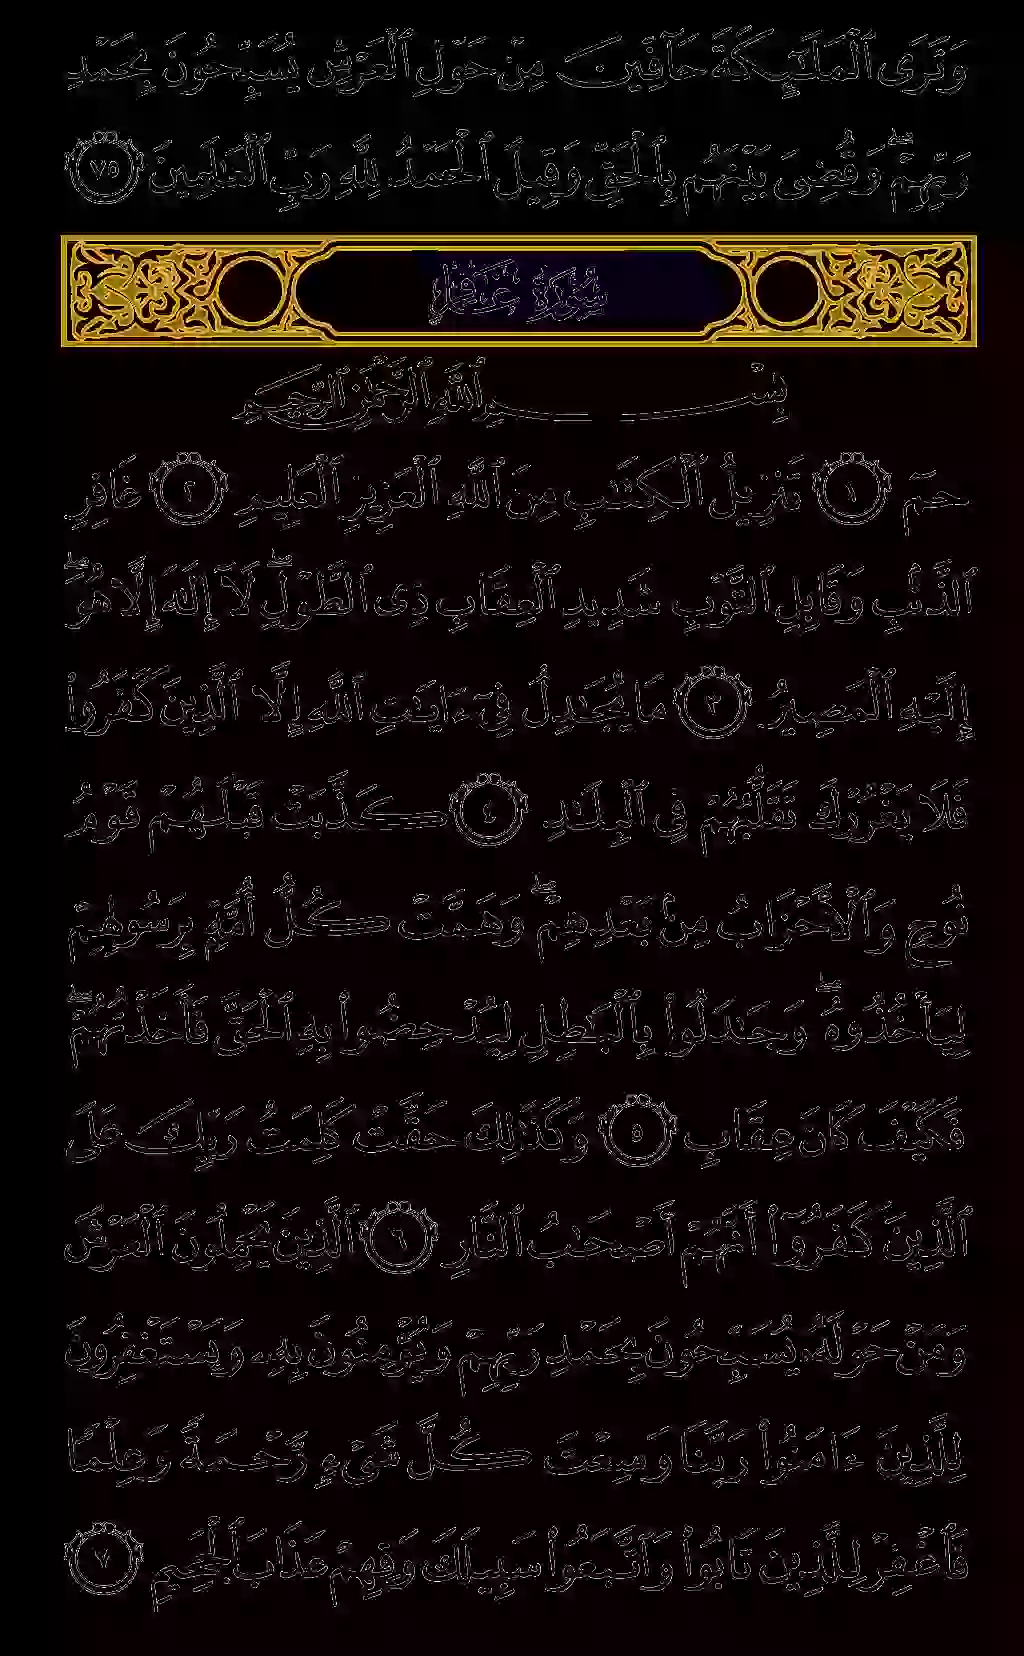 وَتَرَى ٱلْمَلَـٰٓئِكَةَ حَآفِّينَ مِنْ حَوْلِ ٱلْعَرْشِ يُسَبِّحُونَ بِحَمْدِ
رَبِّهِمْ ۖ وَقُضِىَ بَيْنَهُم بِٱلْحَقِّ وَقِيلَ ٱلْحَمْدُ لِلَّهِ رَبِّ ٱلْعَـٰلَمِينَ ٧٥
سُورَةُ غَافِرٍ
بِسْمِ ٱللَّهِ ٱلرَّحْمَـٰنِ ٱلرَّحِيمِ
حمٓ ١ تَنزِيلُ ٱلْكِتَـٰبِ مِنَ ٱللَّهِ ٱلْعَزِيزِ ٱلْعَلِيمِ ٢ غَافِرِ
ٱلذَّنۢبِ وَقَابِلِ ٱلتَّوْبِ شَدِيدِ ٱلْعِقَابِ ذِى ٱلطَّوْلِ ۖ لَآ إِلَـٰهَ إِلَّا هُوَ ۖ
إِلَيْهِ ٱلْمَصِيرُ ٣ مَا يُجَـٰدِلُ فِىٓ ءَايَـٰتِ ٱللَّهِ إِلَّا ٱلَّذِينَ كَفَرُوا۟
فَلَا يَغْرُرْكَ تَقَلُّبُهُمْ فِى ٱلْبِلَـٰدِ ٤ كَذَّبَتْ قَبْلَهُمْ قَوْمُ
نُوحٍ وَٱلْأَحْزَابُ مِنۢ بَعْدِهِمْ ۖ وَهَمَّتْ كُلُّ أُمَّةٍۭ بِرَسُولِهِمْ
لِيَأْخُذُوهُ ۖ وَجَـٰدَلُوا۟ بِٱلْبَـٰطِلِ لِيُدْحِضُوا۟ بِهِ ٱلْحَقَّ فَأَخَذْتُهُمْ ۖ
فَكَيْفَ كَانَ عِقَابِ ٥ وَكَذَٰلِكَ حَقَّتْ كَلِمَتُ رَبِّكَ عَلَى
ٱلَّذِينَ كَفَرُوٓا۟ أَنَّهُمْ أَصْحَـٰبُ ٱلنَّارِ ٦ ٱلَّذِينَ يَحْمِلُونَ ٱلْعَرْشَ
وَمَنْ حَوْلَهُۥ يُسَبِّحُونَ بِحَمْدِ رَبِّهِمْ وَيُؤْمِنُونَ بِهِۦ وَيَسْتَغْفِرُونَ
لِلَّذِينَ ءَامَنُوا۟ رَبَّنَا وَسِعْتَ كُلَّ شَىْءٍ رَّحْمَةً وَعِلْمًا
فَٱغْفِرْ لِلَّذِينَ تَابُوا۟ وَٱتَّبَعُوا۟ سَبِيلَكَ وَقِهِمْ عَذَابَ ٱلْجَحِيمِ ٧